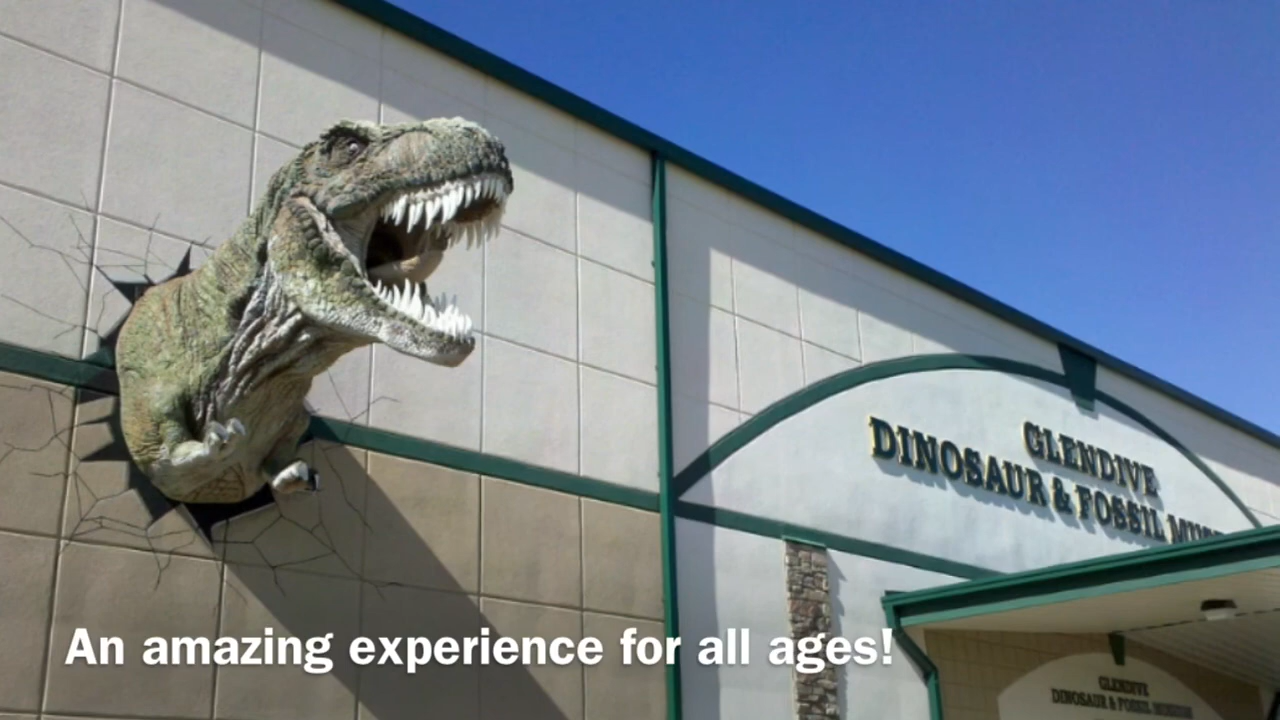 GLENDIVE
DINOSAUR & FOSSIL
An amazing experience for all ages!
GLENDIVE
DINOSAUR & FOSSIL MUSEUM